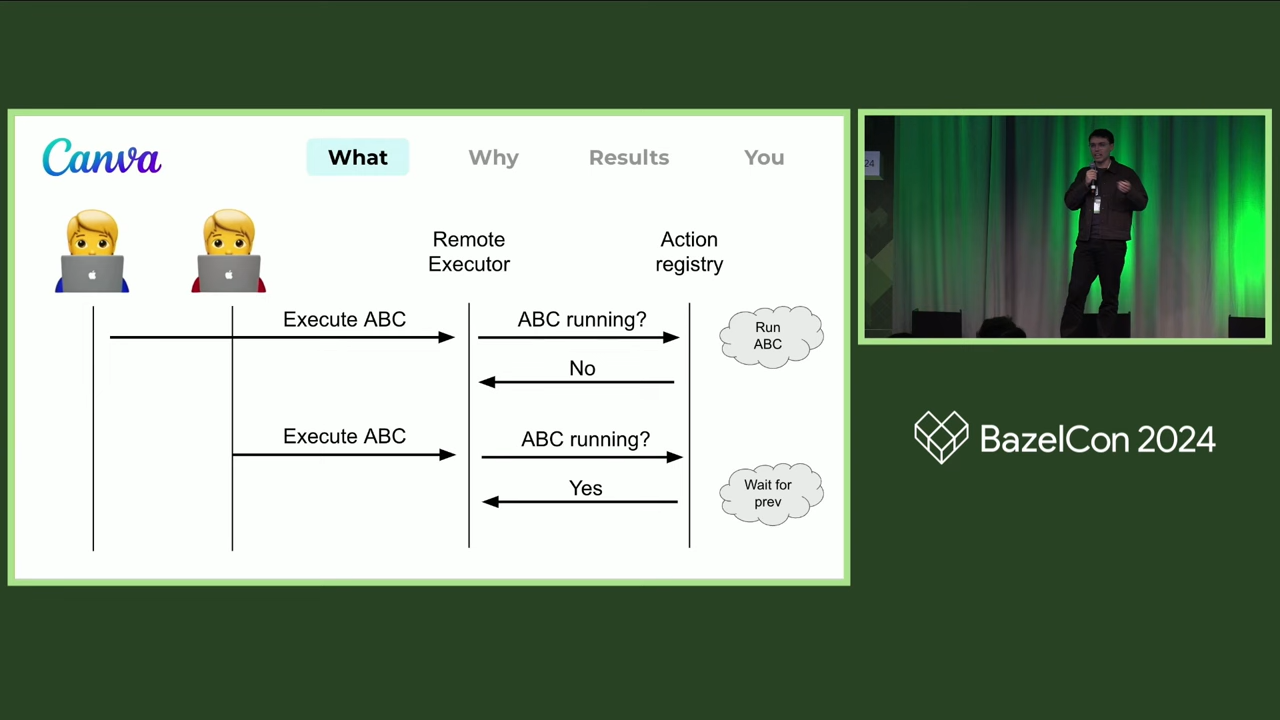 Canva
What
Why
Results
You
Remote
Executor
Action
registry
Execute ABC
ABC running?
Run
ABC
No
Execute ABC
ABC running?
Yes
Wait for
prev
24
BazelCon 2024